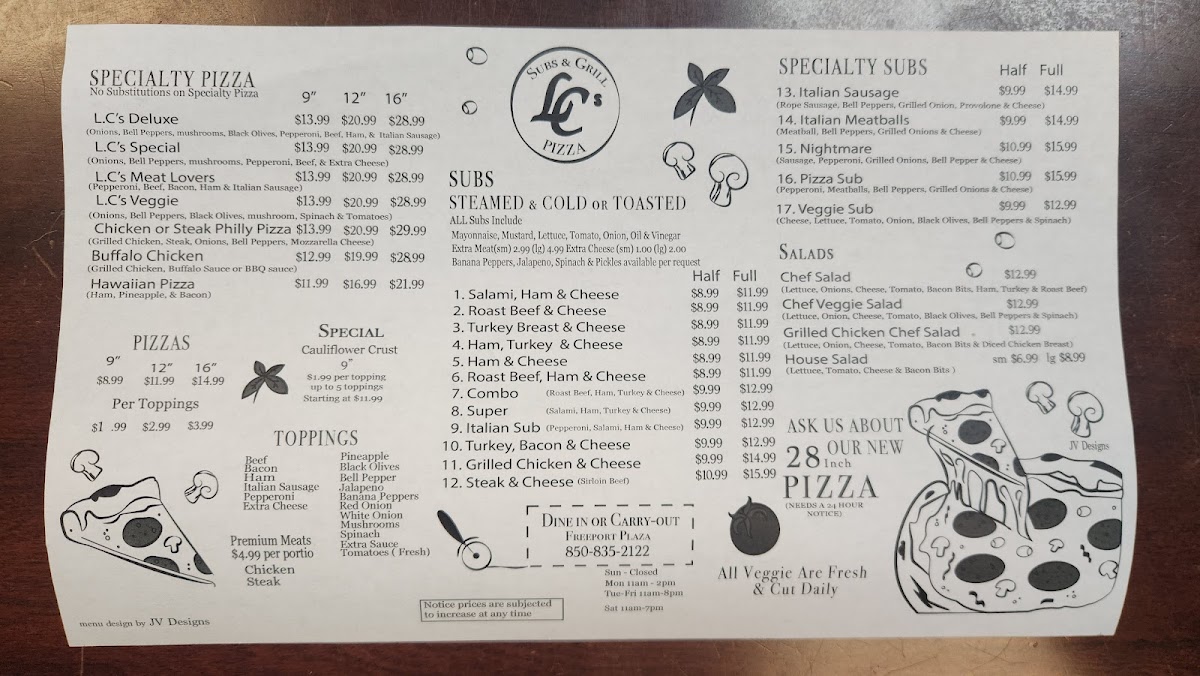 SPECIALTY PIZZA
No Substitutions on Specialty Pizza
9" 12" 16"
L.C's Deluxe $13.99 $20.99 $28.99
(Onions, Bell Peppers, mushrooms, Black Olives, Pepperoni, Beef, Ham, & Italian Sausage)
L.C's Special $13.99 $20.99 $28.99
(Onions, Bell Peppers, mushrooms, Pepperoni, Beef, & Extra Cheese)
L.C's Meat Lovers $13.99 $20.99 $28.99
(Pepperoni, Beef, Bacon, Ham & Italian Sausage)
L.C's Veggie $13.99 $20.99 $28.99
(Onions, Bell Peppers, Black Olives, mushroom, Spinach & Tomatoes)
Chicken or Steak Philly Pizza $13.99 $20.99 $29.99
(Grilled Chicken, Steak, Onions, Bell Peppers, Mozzarella Cheese)
Buffalo Chicken $12.99 $19.99 $28.99
(Grilled Chicken, Buffalo Sauce or BBQ sauce)
Hawaiian Pizza $11.99 $16.99 $21.99
(Ham, Pineapple, & Bacon)
PIZZAS
9" 12" 16"
$8.99 $11.99 $14.99
Per Toppings
$1 .99 $2.99 $3.99
SPECIAL
Cauliflower Crust
9"
$1.99 per topping
up to 5 toppings
Starting at $11.99
TOPPINGS
Beef
Bacon
Ham
Italian Sausage
Pepperoni
Extra Cheese
Pineapple
Black Olives
Bell Pepper
Jalapeno
Banana Peppers
Red Onion
White Onion
Mushrooms
Spinach
Extra Sauce
Tomatoes ( Fresh)
Premium Meats
$4.99 per portio
Chicken
Steak
menu design by JV Designs
SUBS & GRILL
LC's
PIZZA
SUBS
STEAMED & COLD OR TOASTED
ALL Subs Include
Mayonnaise, Mustard, Lettuce, Tomato, Onion, Oil & Vinegar
Extra Meat(sm) 2.99 (lg) 4.99 Extra Cheese (sm) 1.00 (lg) 2.00
Banana Peppers, Jalapeno, Spinach & Pickles available per request
Half Full
1. Salami, Ham & Cheese $8.99 $11.99
2. Roast Beef & Cheese $8.99 $11.99
3. Turkey Breast & Cheese $8.99 $11.99
4. Ham, Turkey & Cheese $8.99 $11.99
5. Ham & Cheese $8.99 $11.99
6. Roast Beef, Ham & Cheese $8.99 $11.99
7. Combo (Roast Beef, Ham, Turkey & Cheese) $9.99 $12.99
8. Super (Salami, Ham, Turkey & Cheese) $9.99 $12.99
9. Italian Sub (Pepperoni, Salami, Ham & Cheese) $9.99 $12.99
10. Turkey, Bacon & Cheese $9.99 $12.99
11. Grilled Chicken & Cheese $9.99 $14.99
12. Steak & Cheese (Sirloin Beef) $10.99 $15.99
DINE IN OR CARRY-OUT
FREEPORT PLAZA
850-835-2122
Sun - Closed
Mon 11am - 2pm
Tue-Fri 11am-8pm
Sat 11am-7pm
Notice prices are subjected
to increase at any time
SPECIALTY SUBS Half Full
13. Italian Sausage $9.99 $14.99
(Rope Sausage, Bell Peppers, Grilled Onion, Provolone & Cheese)
14. Italian Meatballs $9.99 $14.99
(Meatball, Bell Peppers, Grilled Onions & Cheese)
15. Nightmare $10.99 $15.99
(Sausage, Pepperoni, Grilled Onions, Bell Pepper & Cheese)
16. Pizza Sub $10.99 $15.99
(Pepperoni, Meatballs, Bell Peppers, Grilled Onions & Cheese)
17. Veggie Sub $9.99 $12.99
(Cheese, Lettuce, Tomato, Onion, Black Olives, Bell Peppers & Spinach)
SALADS
Chef Salad $12.99
(Lettuce, Onions, Cheese, Tomato, Bacon Bits, Ham, Turkey & Roast Beef)
Chef Veggie Salad $12.99
(Lettuce, Onion, Cheese, Tomato, Black Olives, Bell Peppers & Spinach)
Grilled Chicken Chef Salad $12.99
(Lettuce, Onion, Cheese, Tomato, Bacon Bits & Diced Chicken Breast)
House Salad sm $6.99 lg $8.99
(Lettuce, Tomato, Cheese & Bacon Bits )
ASK US ABOUT
OUR NEW
28 Inch
PIZZA
(NEEDS A 24 HOUR
NOTICE)
All Veggie Are Fresh
& Cut Daily
JV Designs